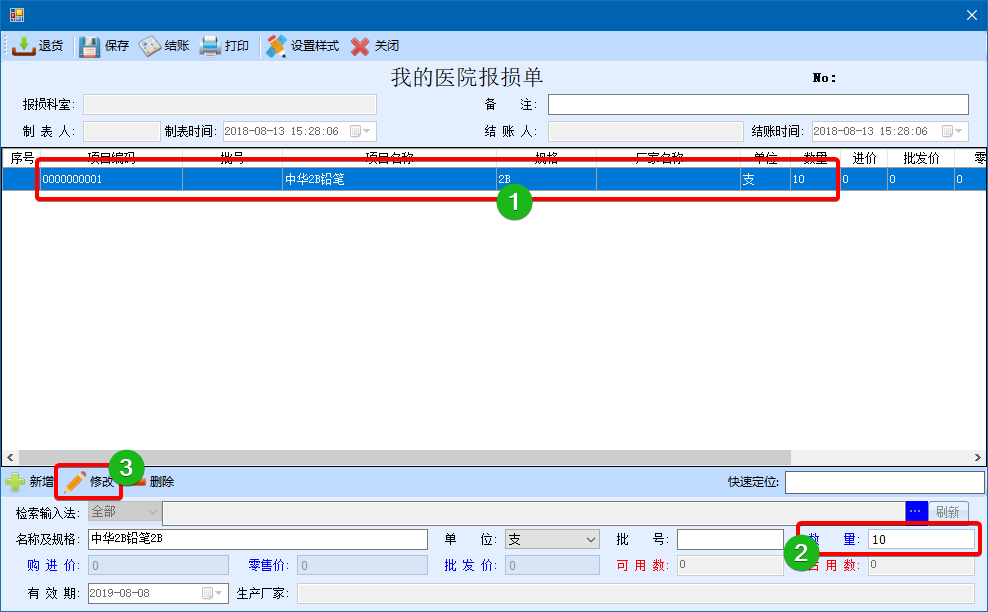 退货 保存 结账 打印 设置样式 关闭
我的医院报损单 No:
报损科室: 备 注:
制 表 人: 制表时间: 2018-08-13 15:28:06 结 账 人: 结账时间: 2018-08-13 15:28:06
序号 项目编码 批号 项目名称 规格 厂家名称 单位 数量 进价 批发价 零
0000000001 中华2B铅笔 2B 支 10 0 0 0
1
3
新增 修改 删除 快速定位:
检索输入法: 全部 ... 刷新
名称及规格: 中华2B铅笔2B 单 位: 支 批 号: 数 量: 10
2
购 进 价: 0 零售价: 0 批 发 价: 0 可 用 数: 0 占 用 数: 0
有 效 期: 2019-08-08 生产厂家: